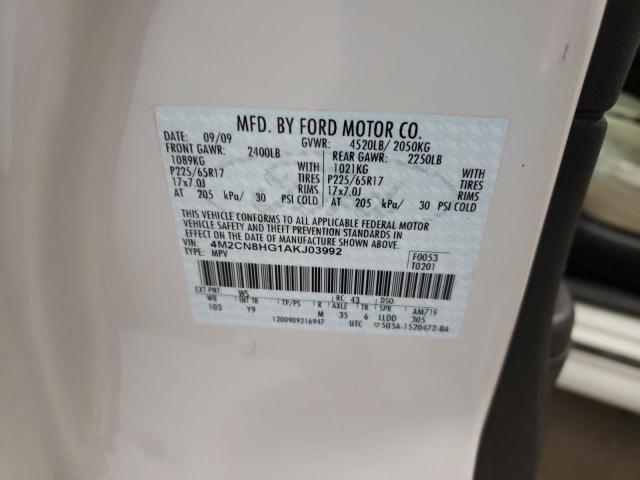 MFD. BY FORD MOTOR CO.
DATE: 09/09 GVWR: 4520LB/ 2050KG
FRONT GAWR: 2400LB REAR GAWR: 2250LB
1089KG WITH 1021KG WITH
P225/65R17 TIRES P225/65R17 TIRES
17x7.0J RIMS 17x7.0J RIMS
AT 205 kPa/ 30 PSI COLD AT 205 kPa/ 30 PSI COLD
THIS VEHICLE CONFORMS TO ALL APPLICABLE FEDERAL MOTOR
VEHICLE SAFETY AND THEFT PREVENTION STANDARDS IN
EFFECT ON THE DATE OF MANUFACTURE SHOWN ABOVE.
VIN: 4M2CN8HG1AKJ03992 F0053
TYPE: MPV T0201
EXT PNT: WS RC: 43 DSO:
WB INT TR TP/PS R AXLE TR SPR AM71F
103 Y9 M 35 6 LLDD 305
1200909216947 UTC 5U5A-1520472-BA